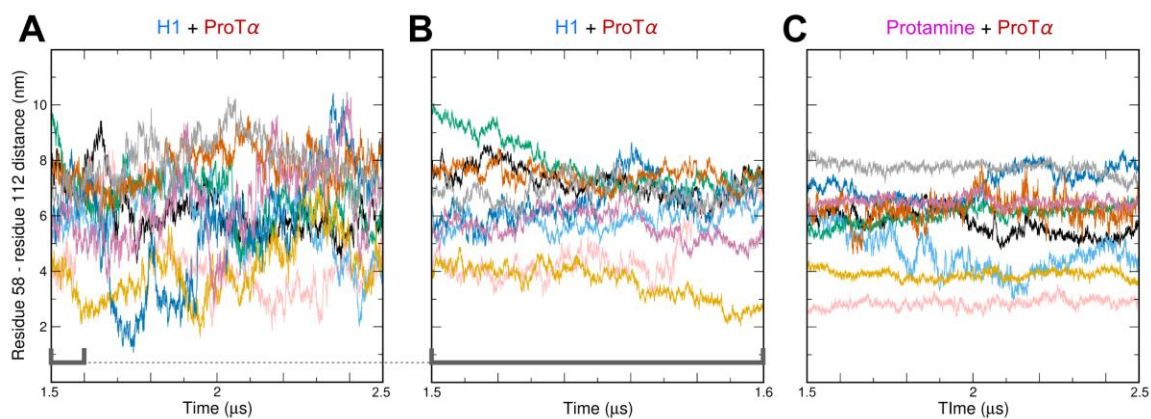 A
H1 + ProTα
B
H1 + ProTα
C
Protamine + ProTα
Residue 58 - residue 112 distance (nm)
10
8
6
4
2
1.5 2 2.5
Time (μs)
1.5 1.6
Time (μs)
1.5 2 2.5
TIme (μs)